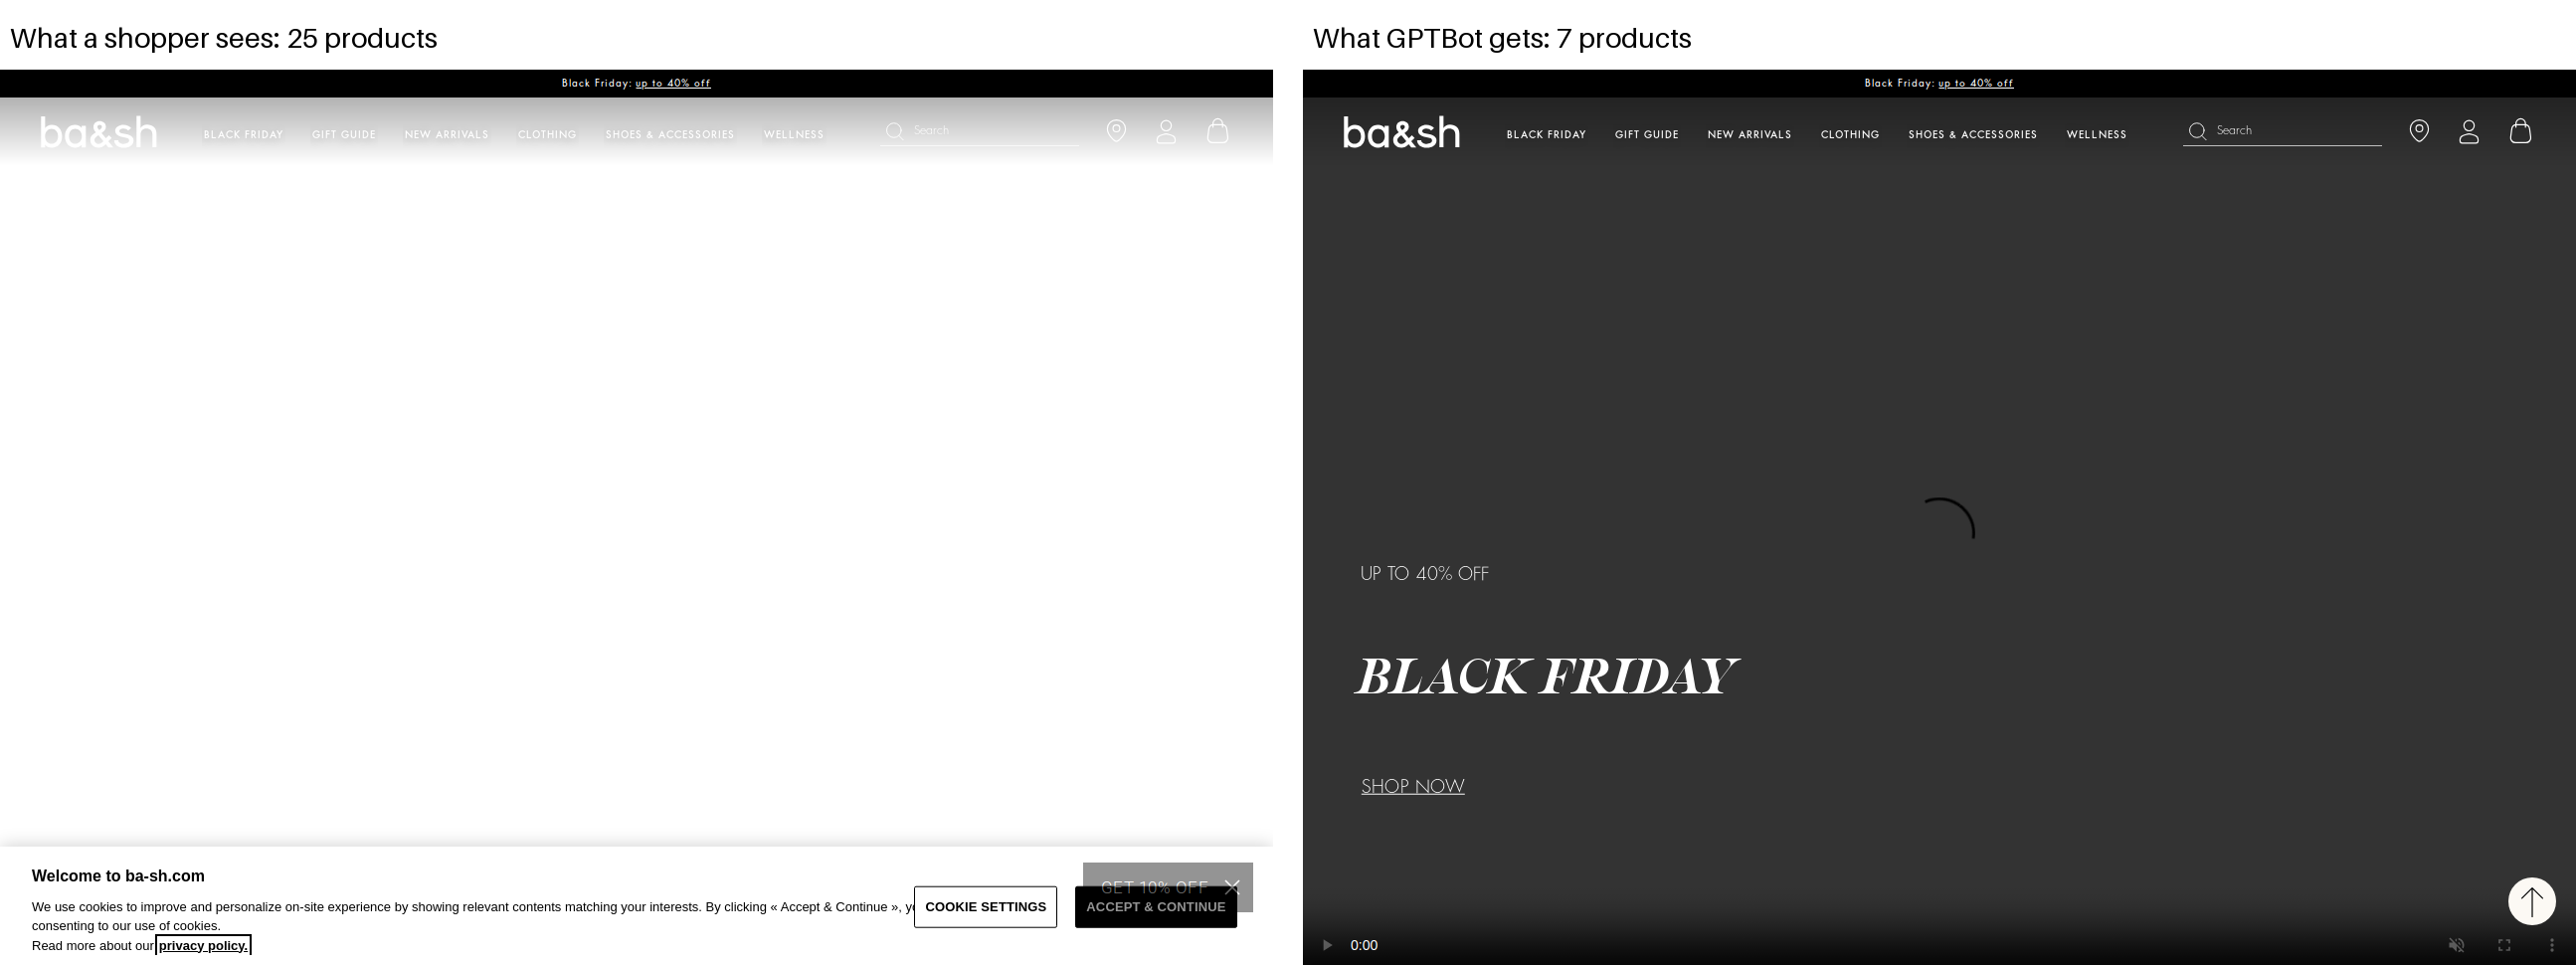 What a shopper sees: 25 products
Black Friday: up to 40% off
ba&sh
BLACK FRIDAY GIFT GUIDE NEW ARRIVALS CLOTHING SHOES & ACCESSORIES WELLNESS Search
GET 10% OFF
Welcome to ba-sh.com
We use cookies to improve and personalize on-site experience by showing relevant contents matching your interests. By clicking « Accept & Continue »,
consenting to our use of cookies.
Read more about our privacy policy.
COOKIE SETTINGS
ACCEPT & CONTINUE
What GPTBot gets: 7 products
Black Friday: up to 40% off
ba&sh
BLACK FRIDAY GIFT GUIDE NEW ARRIVALS CLOTHING SHOES & ACCESSORIES WELLNESS Search
UP TO 40% OFF
BLACK FRIDAY
SHOP NOW
0:00